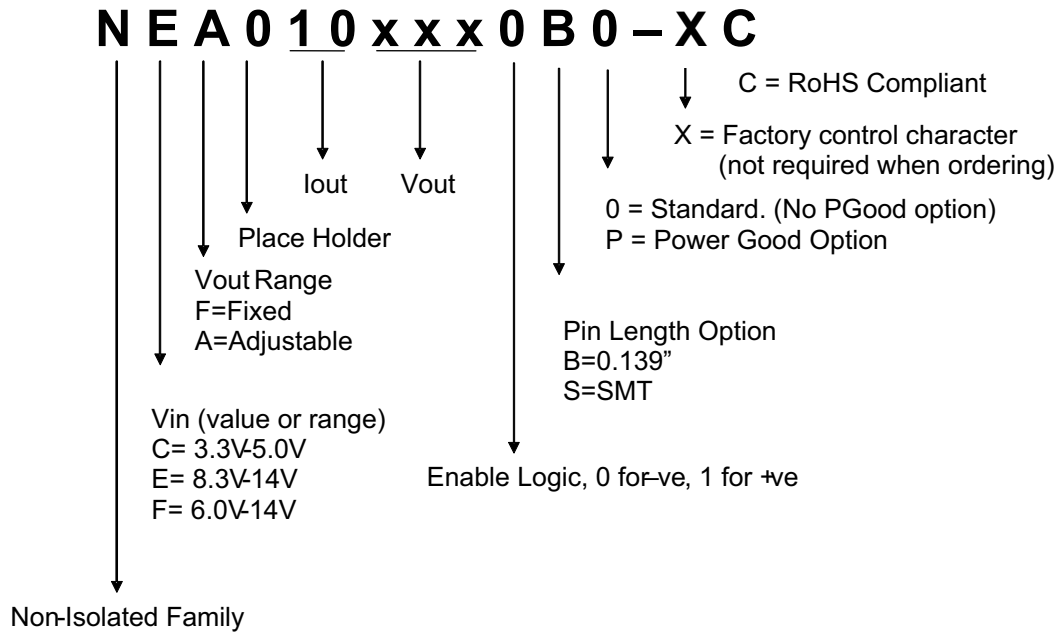 N E A 0 1 0 x x x 0 B 0 – X C
C = RoHS Compliant
X = Factory control character
(not required when ordering)
Iout
Vout
0 = Standard. (No PGood option)
P = Power Good Option
Place Holder
Vout Range
F=Fixed
A=Adjustable
Pin Length Option
B=0.139”
S=SMT
Vin (value or range)
C= 3.3V-5.0V
E= 8.3V-14V
F= 6.0V-14V
Enable Logic, 0 for–ve, 1 for +ve
Non-Isolated Family